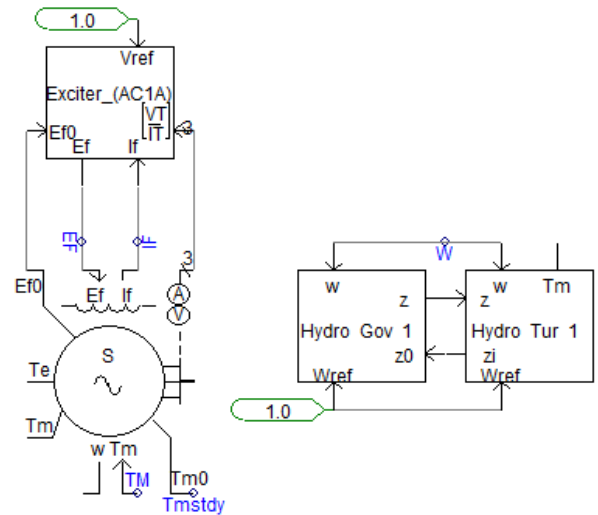 1.0
Vref
Exciter_(AC1A)
VT
IT
Ef0
3
Ef
If
EF
IF
W
3
w
w
Tm
Ef0
Ef
If
A
z
z
V
Hydro Gov 1
Hydro Tur 1
S
z0
zi
Te
Wref
Wref
1.0
Tm
w
Tm
TM
Tm0
Tmstdy